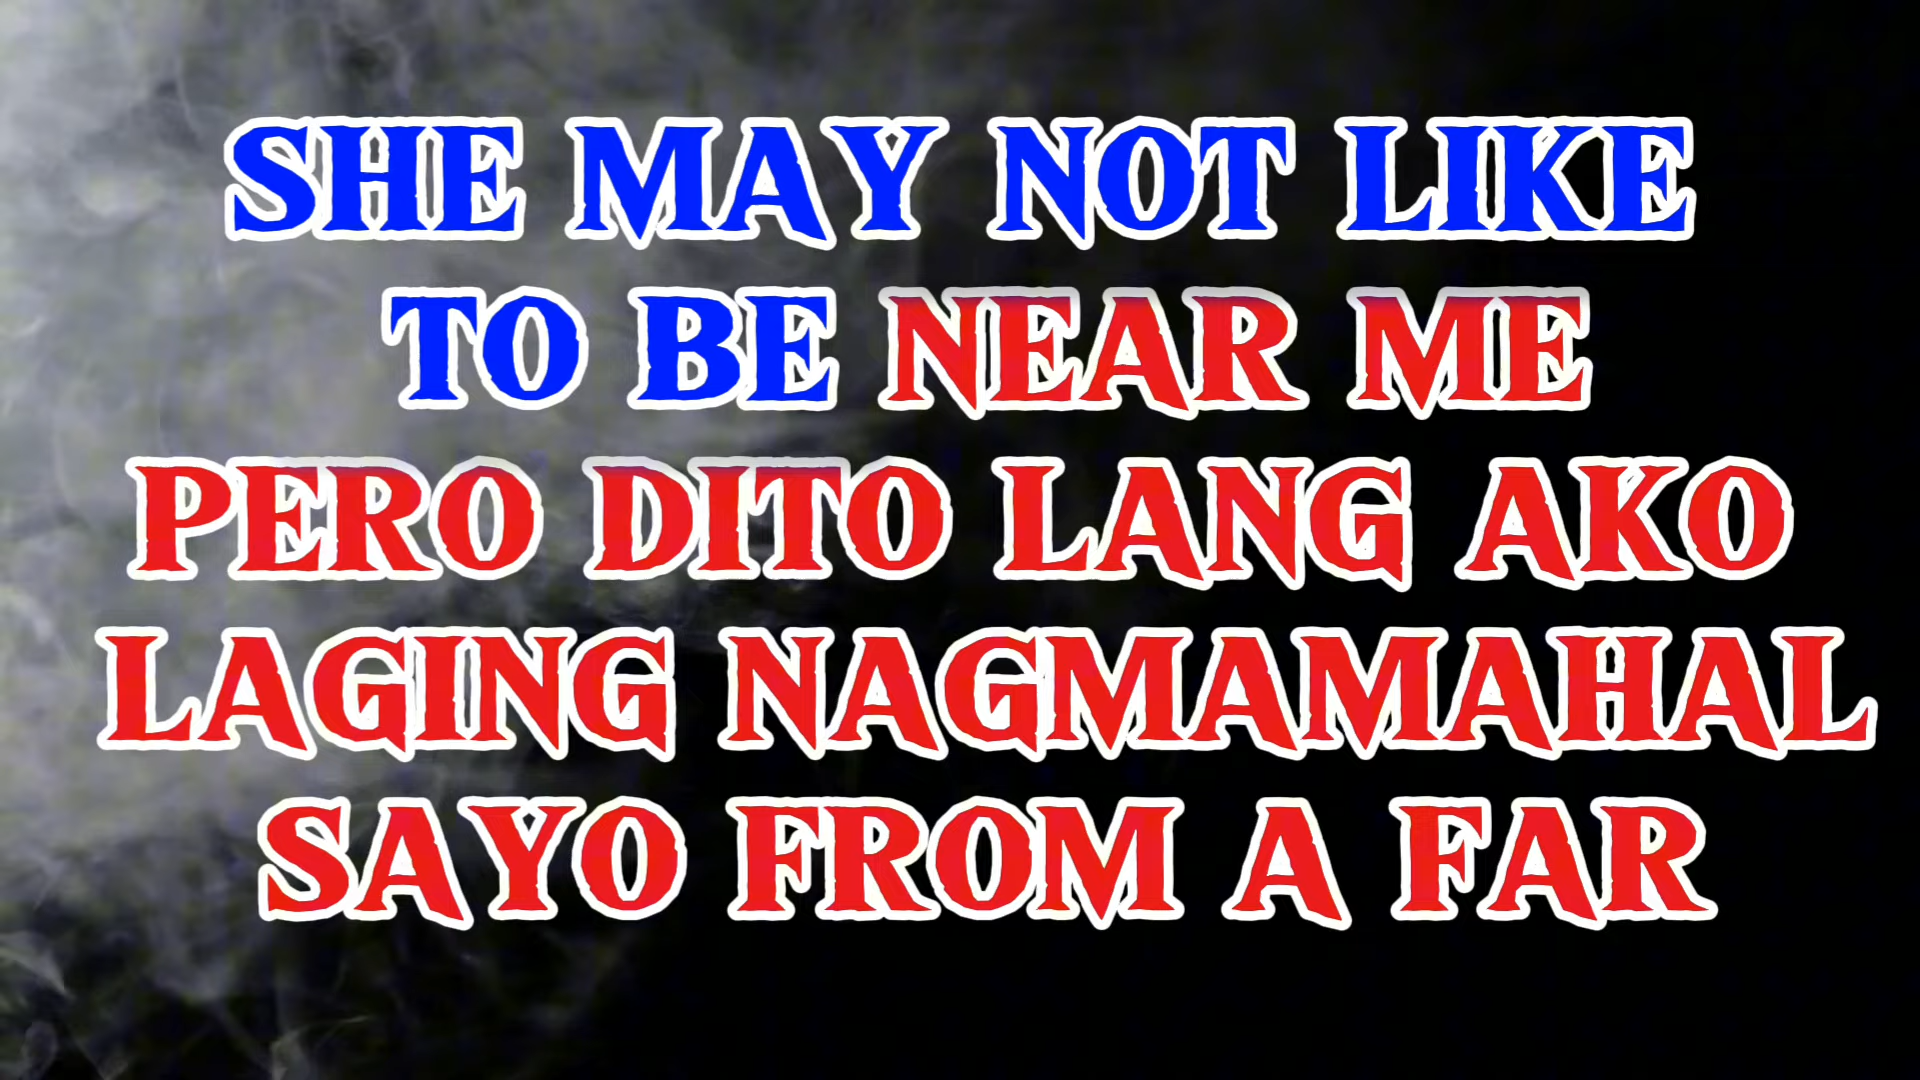 SHE MAY NOT LIKE
TO BE NEAR ME
PERO DITO LANG AKO
LAGING NAGMAMAHAL
SAYO FROM A FAR